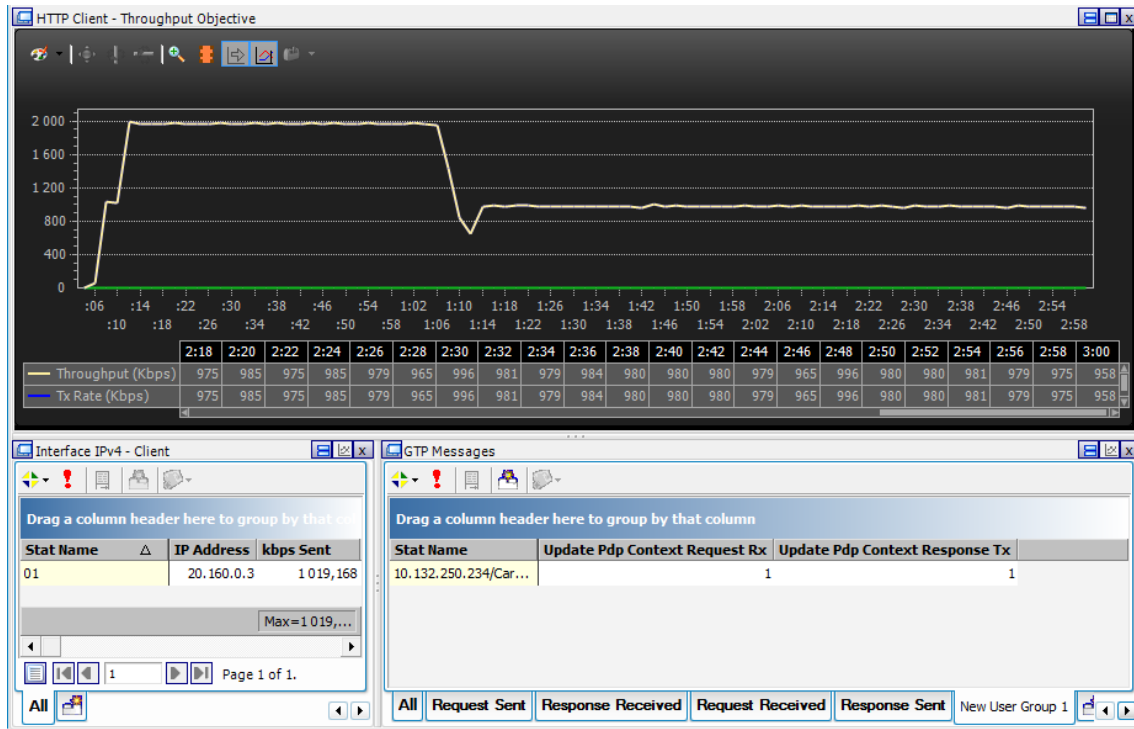 HTTP Client - Throughput Objective
2 000
1 600
1 200
800
400
0
:06 :14 :22 :30 :38 :46 :54 1:02 1:10 1:18 1:26 1:34 1:42 1:50 1:58 2:06 2:14 2:22 2:30 2:38 2:46 2:54
:10 :18 :26 :34 :42 :50 :58 1:06 1:14 1:22 1:30 1:38 1:46 1:54 2:02 2:10 2:18 2:26 2:34 2:42 2:50 2:58
2:18 2:20 2:22 2:24 2:26 2:28 2:30 2:32 2:34 2:36 2:38 2:40 2:42 2:44 2:46 2:48 2:50 2:52 2:54 2:56 2:58 3:00
Throughput (Kbps) 975 985 975 985 979 965 996 981 979 984 980 980 980 979 965 996 980 980 981 979 975 958
Tx Rate (Kbps) 975 985 975 985 979 965 996 981 979 984 980 980 980 979 965 996 980 980 981 979 975 958
Interface IPv4 - Client
Drag a column header here to group by that co
Stat Name IP Address kbps Sent
01 20.160.0.3 1 019,168
Max=1 019,...
1 Page 1 of 1.
All
GTP Messages
Drag a column header here to group by that column
Stat Name Update Pdp Context Request Rx Update Pdp Context Response Tx
10.132.250.234/Car... 1 1
All Request Sent Response Received Request Received Response Sent New User Group 1